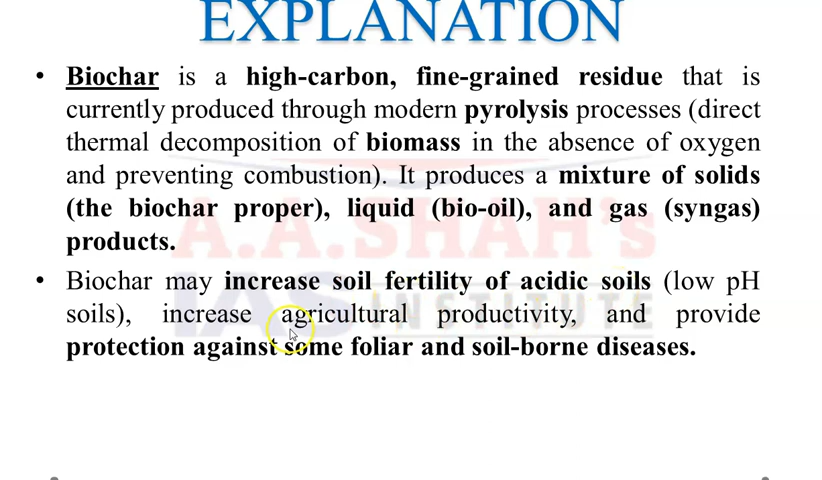 EXPLANATION
• Biochar is a high-carbon, fine-grained residue that is
currently produced through modern pyrolysis processes (direct
thermal decomposition of biomass in the absence of oxygen
and preventing combustion). It produces a mixture of solids
(the biochar proper), liquid (bio-oil), and gas (syngas)
products.
• Biochar may increase soil fertility of acidic soils (low pH
soils), increase agricultural productivity, and provide
protection against some foliar and soil-borne diseases.
A.A.SHAH's
IAS INSTITUTE